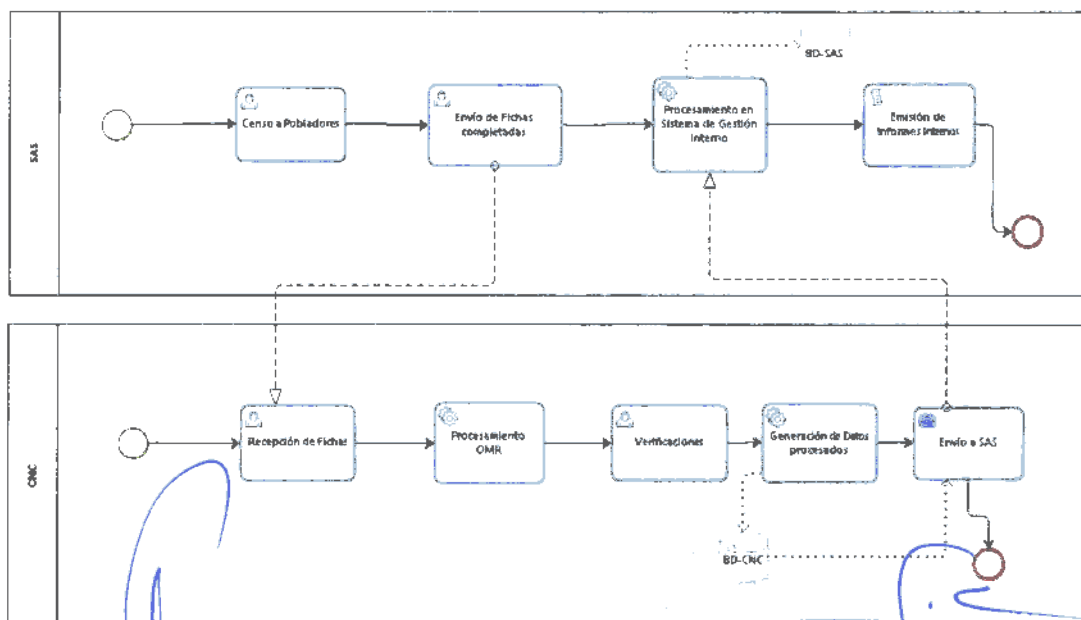 SAS
Censo a Pobladores
Envío de Fichas
completadas
Procesamiento en
Sistema de Gestión
Interno
BD-SAS
Emisión de
Informes Internos
CNC
Recepción de Fichas
Procesamiento
OMR
Verificaciones
Generación de Datos
procesados
Envío a SAS
BD-CNC